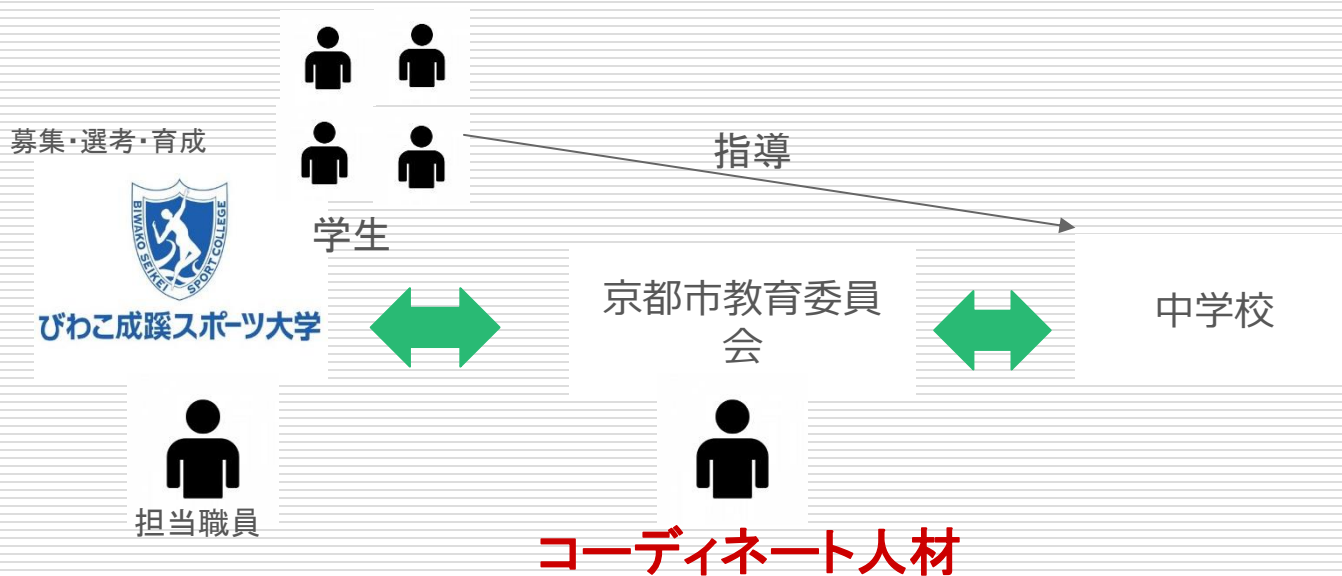 募集・選考・育成
指導
BIWAKO SEIKEI SPORT COLLEGE
学生
びわこ成蹊スポーツ大学
京都市教育委員
会
中学校
担当職員
コーディネート人材